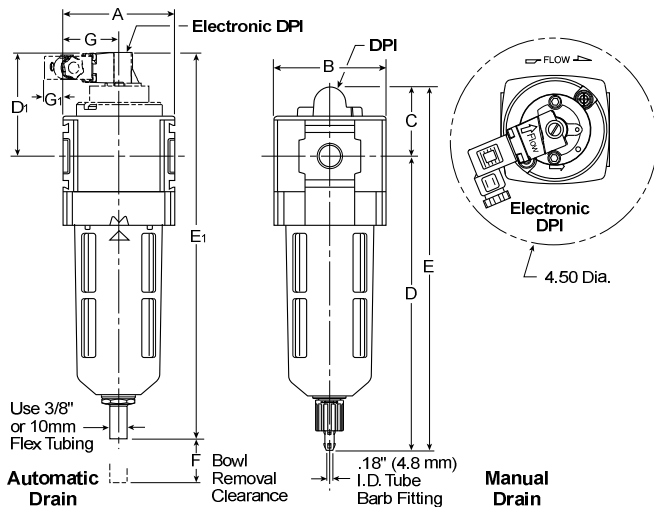 A
Electronic DPI
G
D1
G1
E1
Use 3/8"
or 10mm
Flex Tubing
Automatic
Drain
F
Bowl
Removal
Clearance
DPI
B
C
D
E
.18" (4.8 mm)
I.D. Tube
Barb Fitting
Manual
Drain
FLOW
Flow
Electronic
DPI
4.50 Dia.